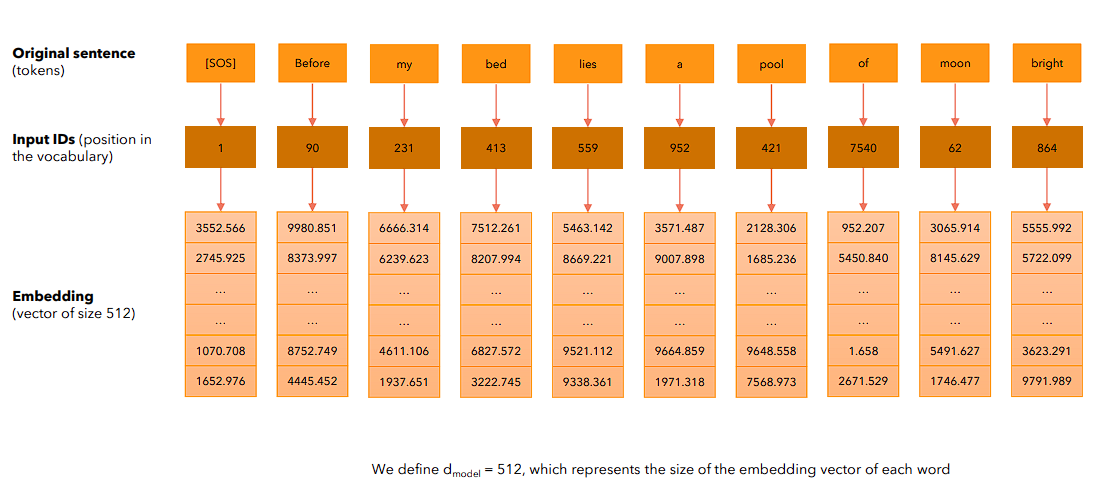 Original sentence (tokens) [SOS] Before my bed lies a pool of moon bright
Input IDs (position in the vocabulary) 1 90 231 413 559 952 421 7540 62 864
3552.566 9980.851 6666.314 7512.261 5463.142 3571.487 2128.306 952.207 3065.914 5555.992
2745.925 8373.997 6239.623 8207.994 8669.221 9007.898 1685.236 5450.840 8145.629 5722.099
... ... ... ... ... ... ... ... ... ...
Embedding (vector of size 512) ... ... ... ... ... ... ... ... ... ...
1070.708 8752.749 4611.106 6827.572 9521.112 9664.859 9648.558 1.658 5491.627 3623.291
1652.976 4445.452 1937.651 3222.745 9338.361 1971.318 7568.973 2671.529 1746.477 9791.989
We define dmodel = 512, which represents the size of the embedding vector of each word